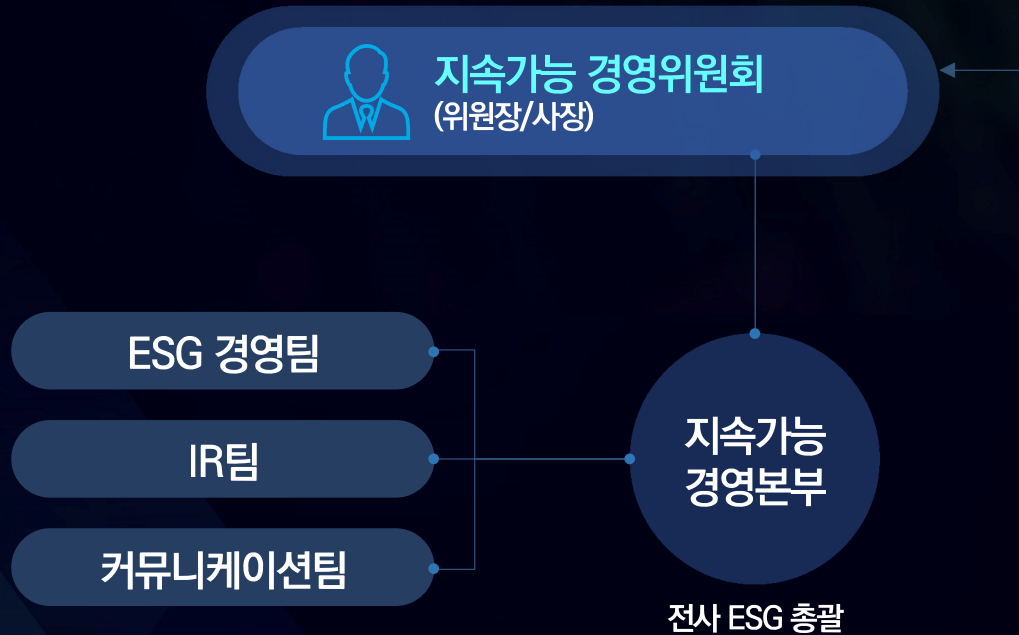 지속가능 경영위원회
(위원장/사장)
ESG 경영팀
IR팀
커뮤니케이션팀
지속가능
경영본부
전사 ESG 총괄